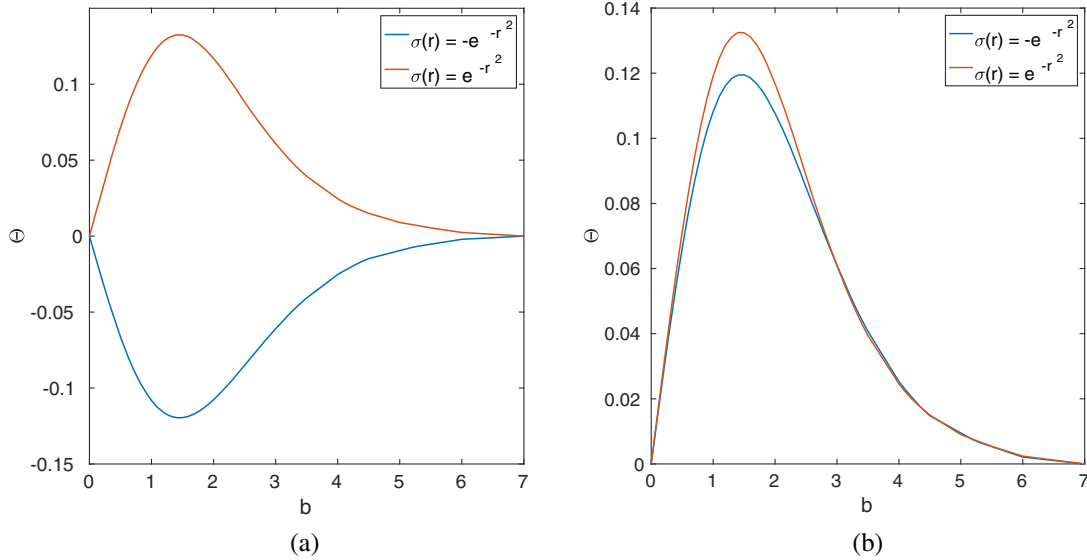 σ(r) = -e^{-r^2}
σ(r) = e^{-r^2}
0.1
0.05
0
-0.05
-0.1
-0.15
Θ
0 1 2 3 4 5 6 7
b
(a)
σ(r) = -e^{-r^2}
σ(r) = e^{-r^2}
0.14
0.12
0.1
0.08
0.06
0.04
0.02
0
Θ
0 1 2 3 4 5 6 7
b
(b)